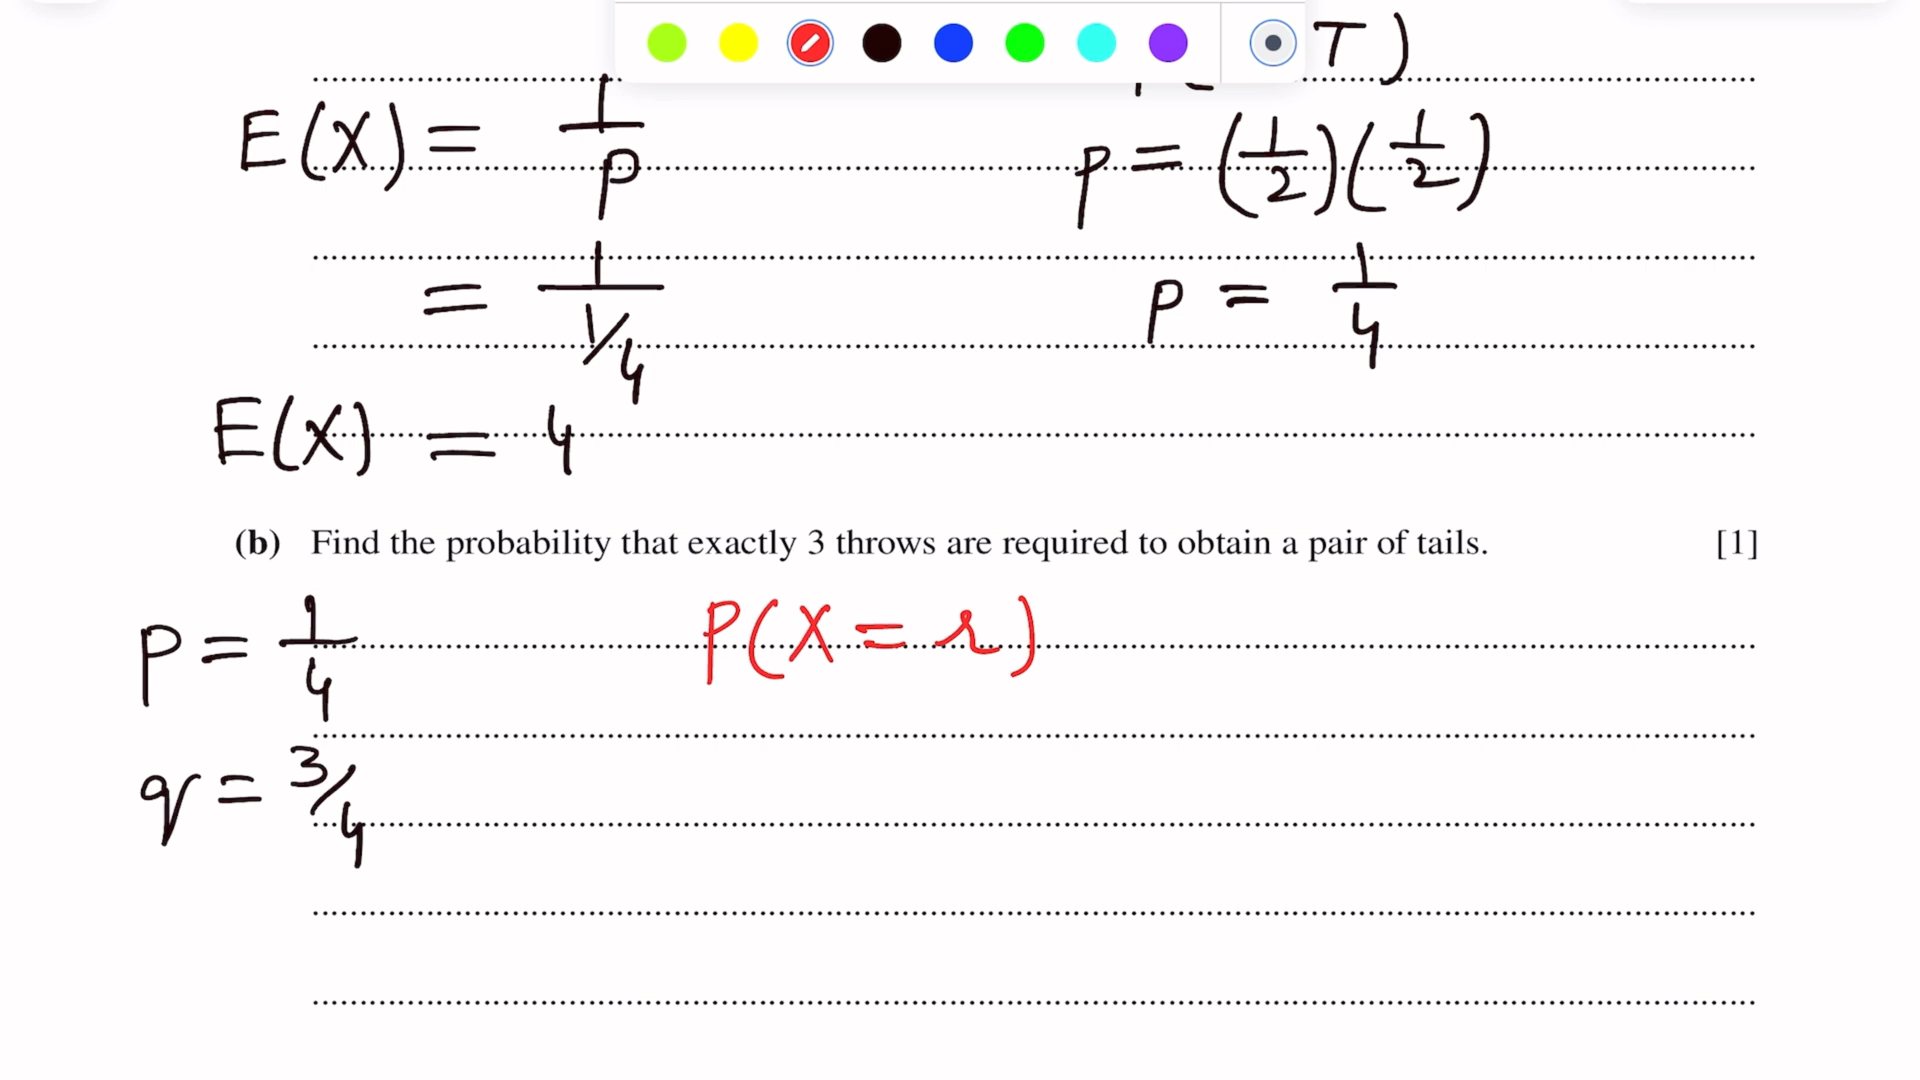 T)
E(X) = 1/p
p = (1/2)(1/2)
= 1/(1/4)
p = 1/4
E(X) = 4
(b) Find the probability that exactly 3 throws are required to obtain a pair of tails. [1]
p = 1/4
P(X = r)
q = 3/4